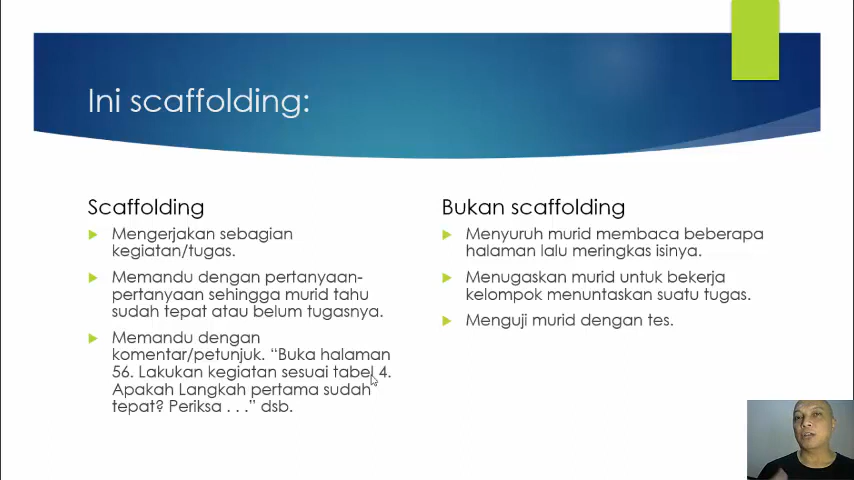 Ini scaffolding:
Scaffolding
Mengerjakan sebagian
kegiatan/tugas.
Memandu dengan pertanyaan-
pertanyaan sehingga murid tahu
sudah tepat atau belum tugasnya.
Memandu dengan
komentar/petunjuk. “Buka halaman
56. Lakukan kegiatan sesuai tabel 4.
Apakah Langkah pertama sudah
tepat? Periksa . . .” dsb.
Bukan scaffolding
Menyuruh murid membaca beberapa
halaman lalu meringkas isinya.
Menugaskan murid untuk bekerja
kelompok menuntaskan suatu tugas.
Menguji murid dengan tes.